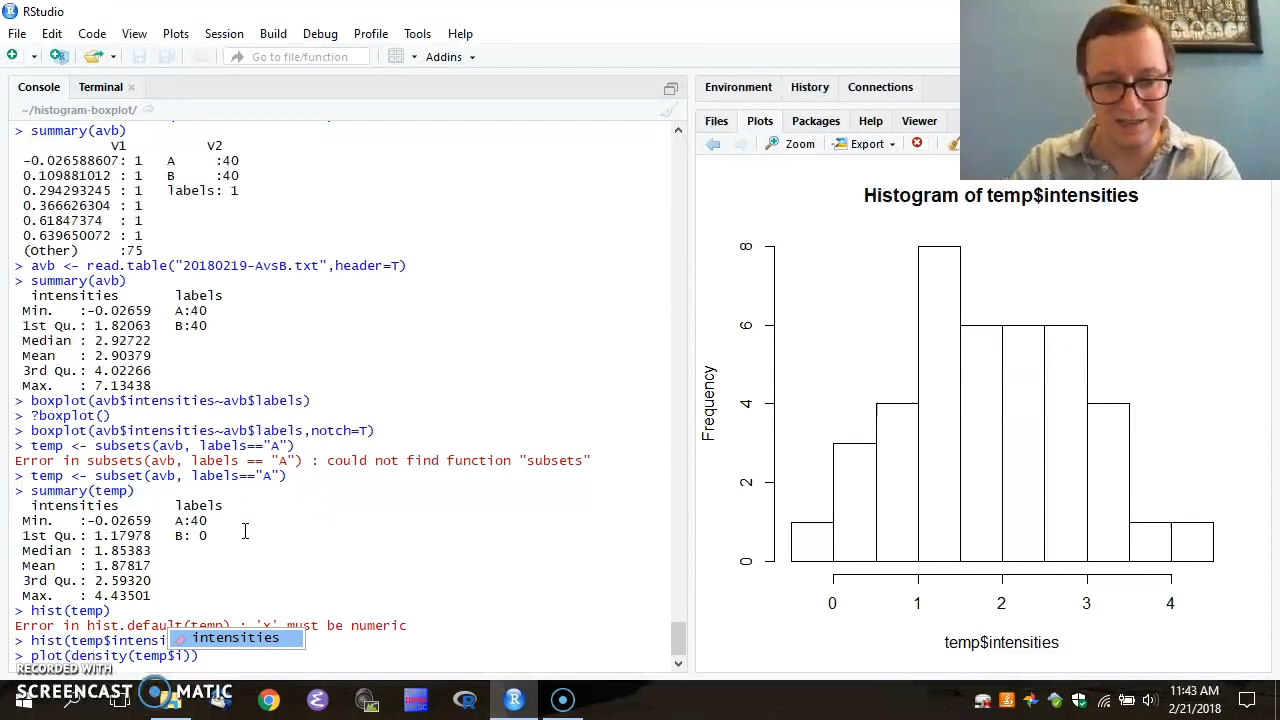 RStudio
File Edit Code View Plots Session Build Debug Profile Tools Help
Go to file/function Addins
Console Terminal
~/histogram-boxplot/
> summary(avb)
V1 V2
-0.026588607: 1 A :40
0.109881012 : 1 B :40
0.294293245 : 1 labels: 1
0.366626304 : 1
0.61847374 : 1
0.639650072 : 1
(Other) :75
> avb <- read.table("20180219-AvsB.txt",header=T)
> summary(avb)
intensities labels
Min. :-0.02659 A:40
1st Qu.: 1.82063 B:40
Median : 2.92722
Mean : 2.90379
3rd Qu.: 4.02266
Max. : 7.13438
> boxplot(avb$intensities~avb$labels)
> ?boxplot()
> boxplot(avb$intensities~avb$labels,notch=T)
> temp <- subsets(avb, labels=="A")
Error in subsets(avb, labels == "A") : could not find function "subsets"
> temp <- subset(avb, labels=="A")
> summary(temp)
intensities labels
Min. :-0.02659 A:40
1st Qu.: 1.17978 B: 0
Median : 1.85383
Mean : 1.87817
3rd Qu.: 2.59320
Max. : 4.43501
> hist(temp)
Error in hist.default(temp) : 'x' must be numeric
> hist(temp$intensi
intensities
> plot(density(temp$i))
Environment History Connections
Files Plots Packages Help Viewer
Zoom Export
Histogram of temp$intensities
Frequency
8
6
4
2
0
0 1 2 3 4
temp$intensities
RECORDED WITH
SCREENCAST MATIC
11:43 AM
2/21/2018